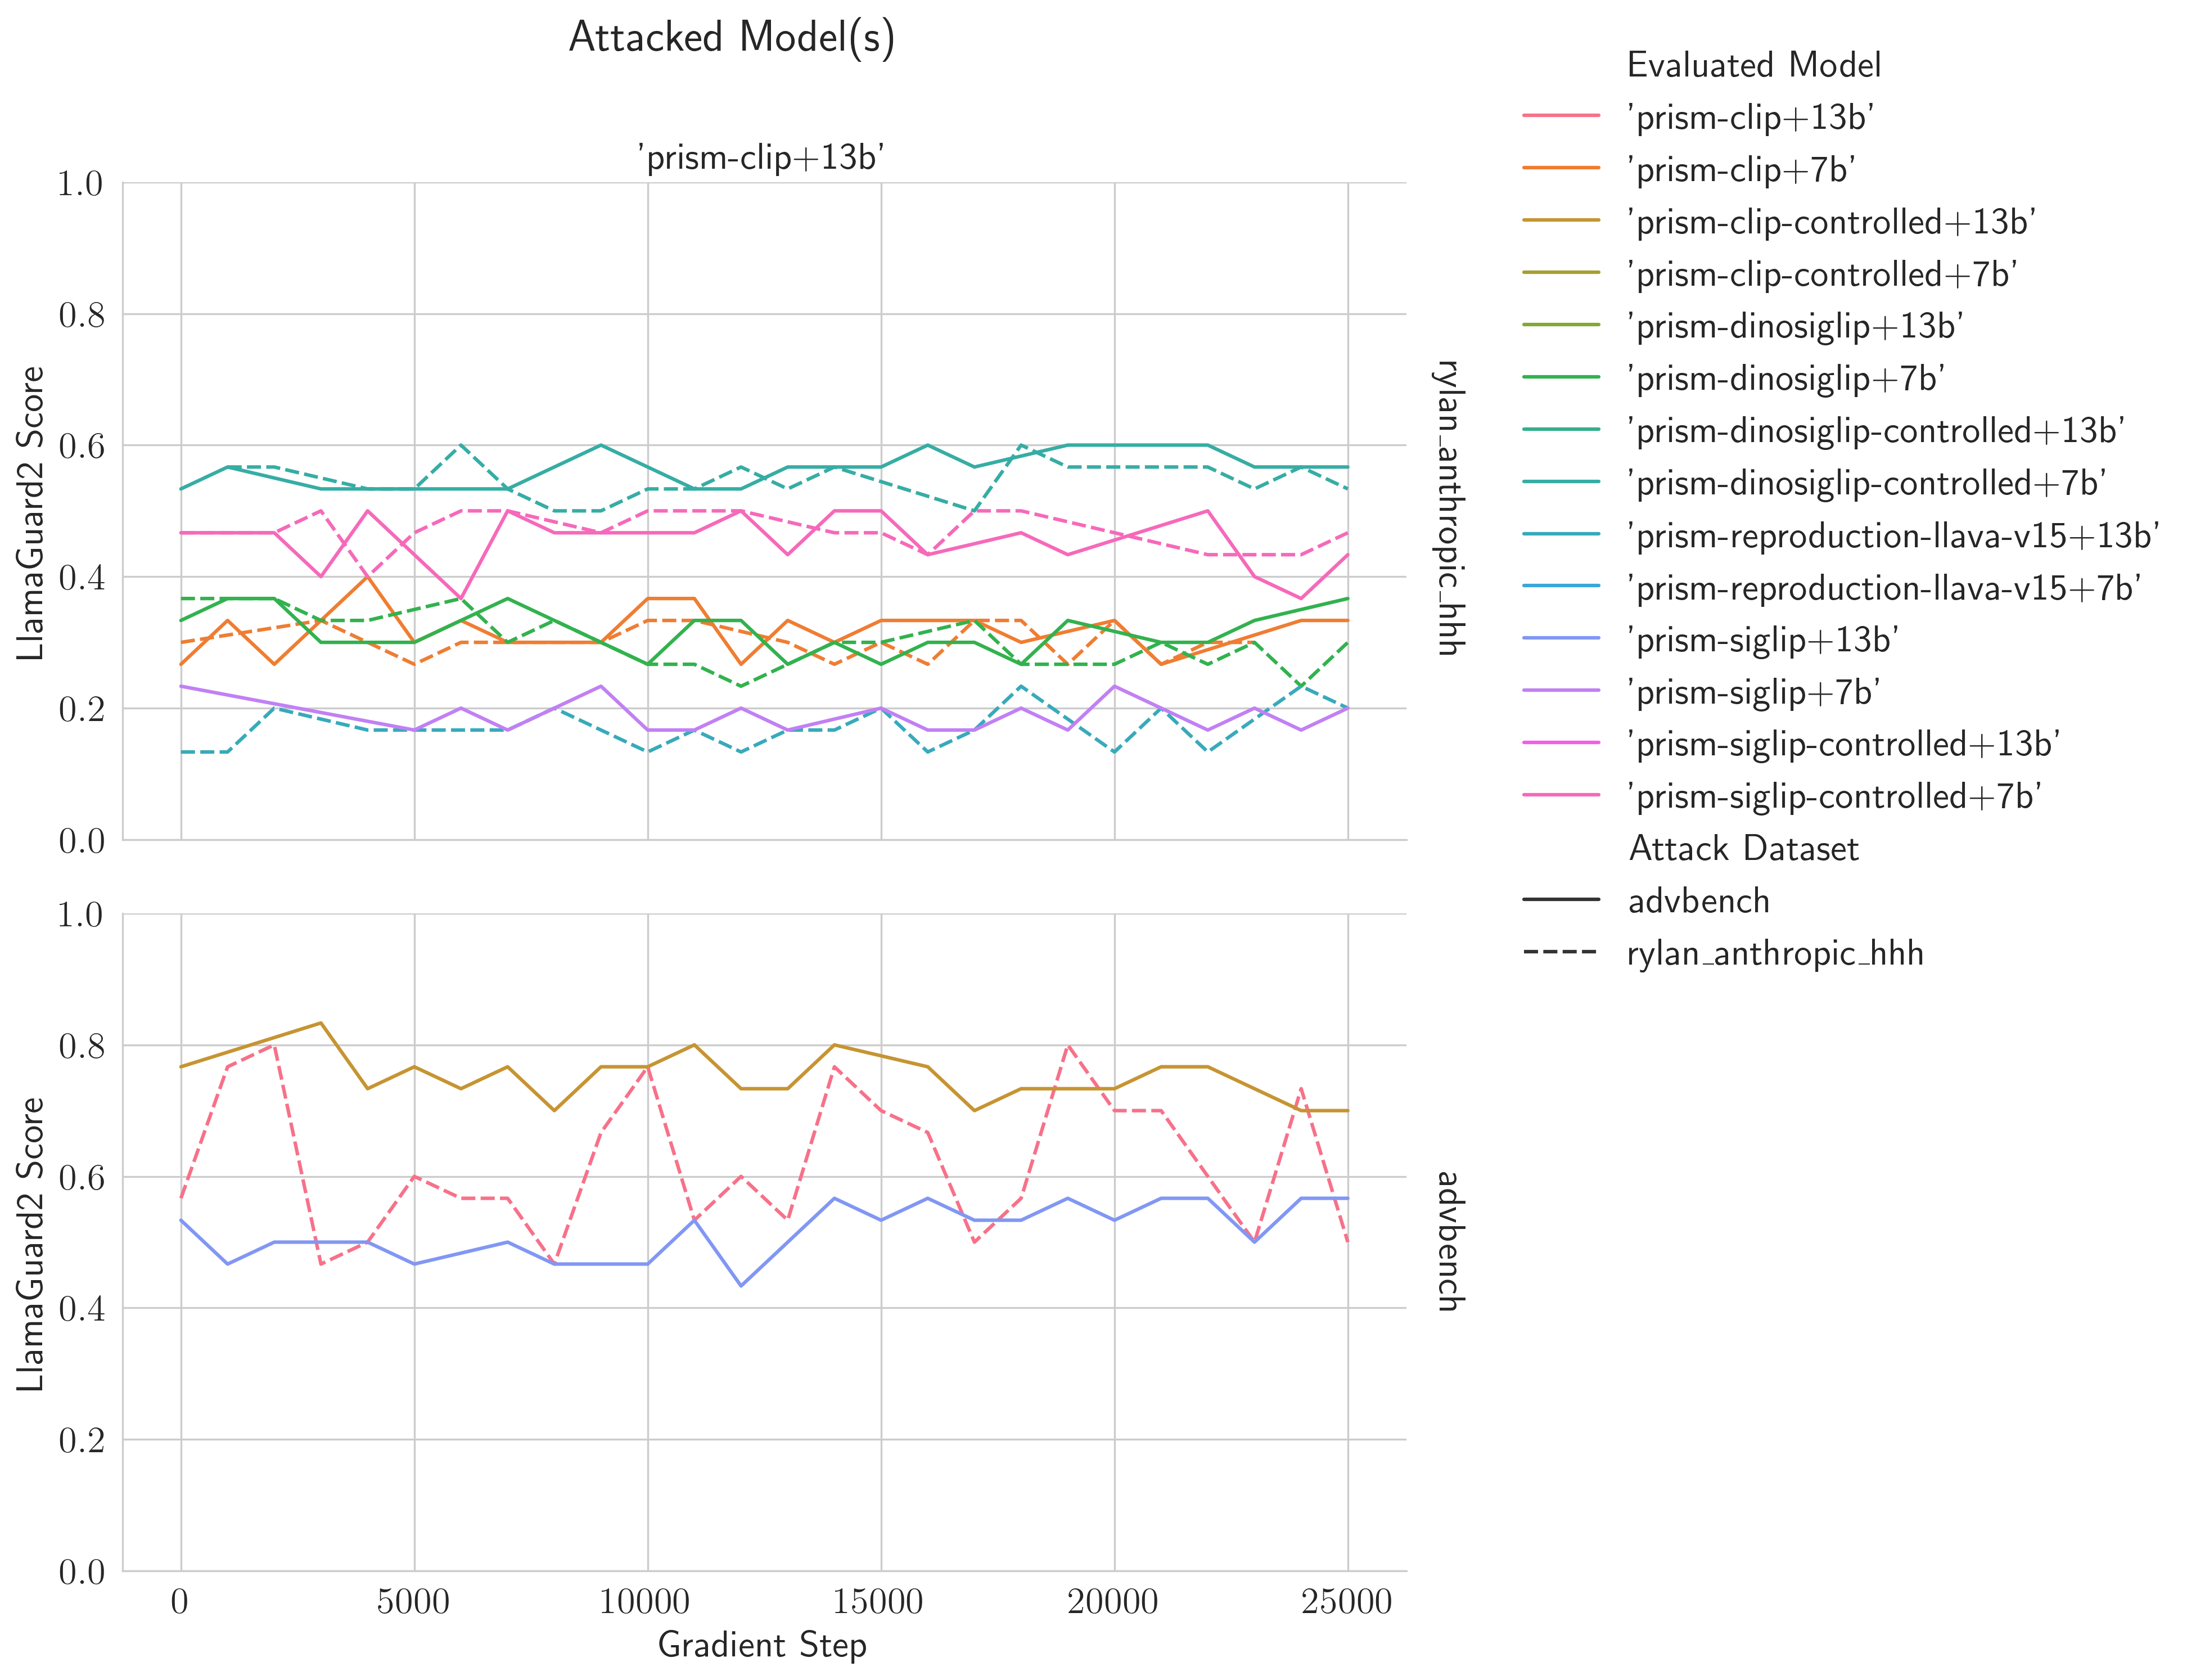 Attacked Model(s)
'prism-clip+13b'
1.0
0.8
0.6
0.4
0.2
0.0
LlamaGuard2 Score
rylan_anthropic_hhh
1.0
0.8
0.6
0.4
0.2
0.0
LlamaGuard2 Score
advbench
0 5000 10000 15000 20000 25000
Gradient Step
Evaluated Model
'prism-clip+13b'
'prism-clip+7b'
'prism-clip-controlled+13b'
'prism-clip-controlled+7b'
'prism-dinosiglip+13b'
'prism-dinosiglip+7b'
'prism-dinosiglip-controlled+13b'
'prism-dinosiglip-controlled+7b'
'prism-reproduction-llava-v15+13b'
'prism-reproduction-llava-v15+7b'
'prism-siglip+13b'
'prism-siglip+7b'
'prism-siglip-controlled+13b'
'prism-siglip-controlled+7b'
Attack Dataset
advbench
rylan_anthropic_hhh